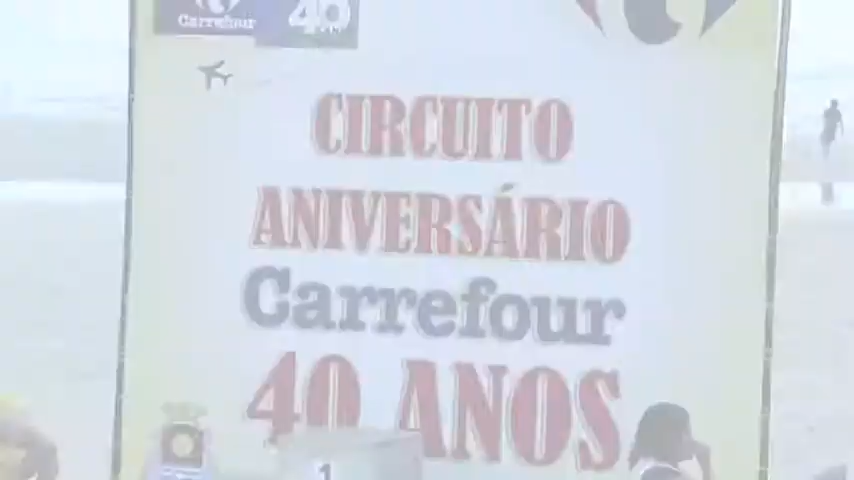 Carrefour 40
CIRCUITO
ANIVERSÁRIO
Carrefour
40 ANOS
1